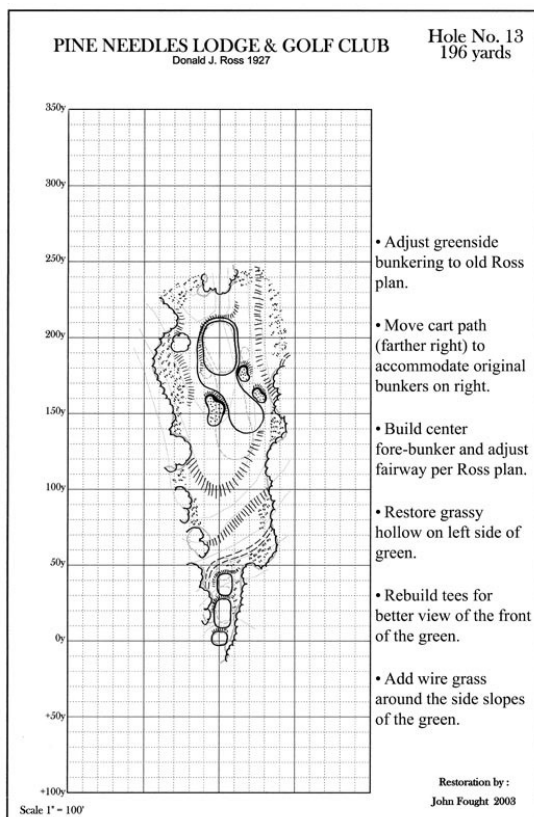 PINE NEEDLES LODGE & GOLF CLUB
Donald J. Ross 1927
Hole No. 13
196 yards
350y
300y
250y
200y
150y
100y
50y
0y
+50y
+100y
• Adjust greenside
bunkering to old Ross
plan.
• Move cart path
(farther right) to
accommodate original
bunkers on right.
• Build center
fore-bunker and adjust
fairway per Ross plan.
• Restore grassy
hollow on left side of
green.
• Rebuild tees for
better view of the front
of the green.
• Add wire grass
around the side slopes
of the green.
Restoration by :
John Fought 2003
Scale 1" = 100'